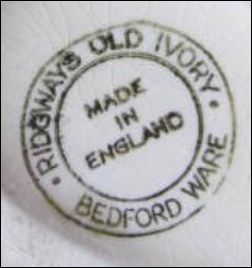 RIDGWAYS OLD IVORY
MADE
IN
ENGLAND
BEDFORD WARE